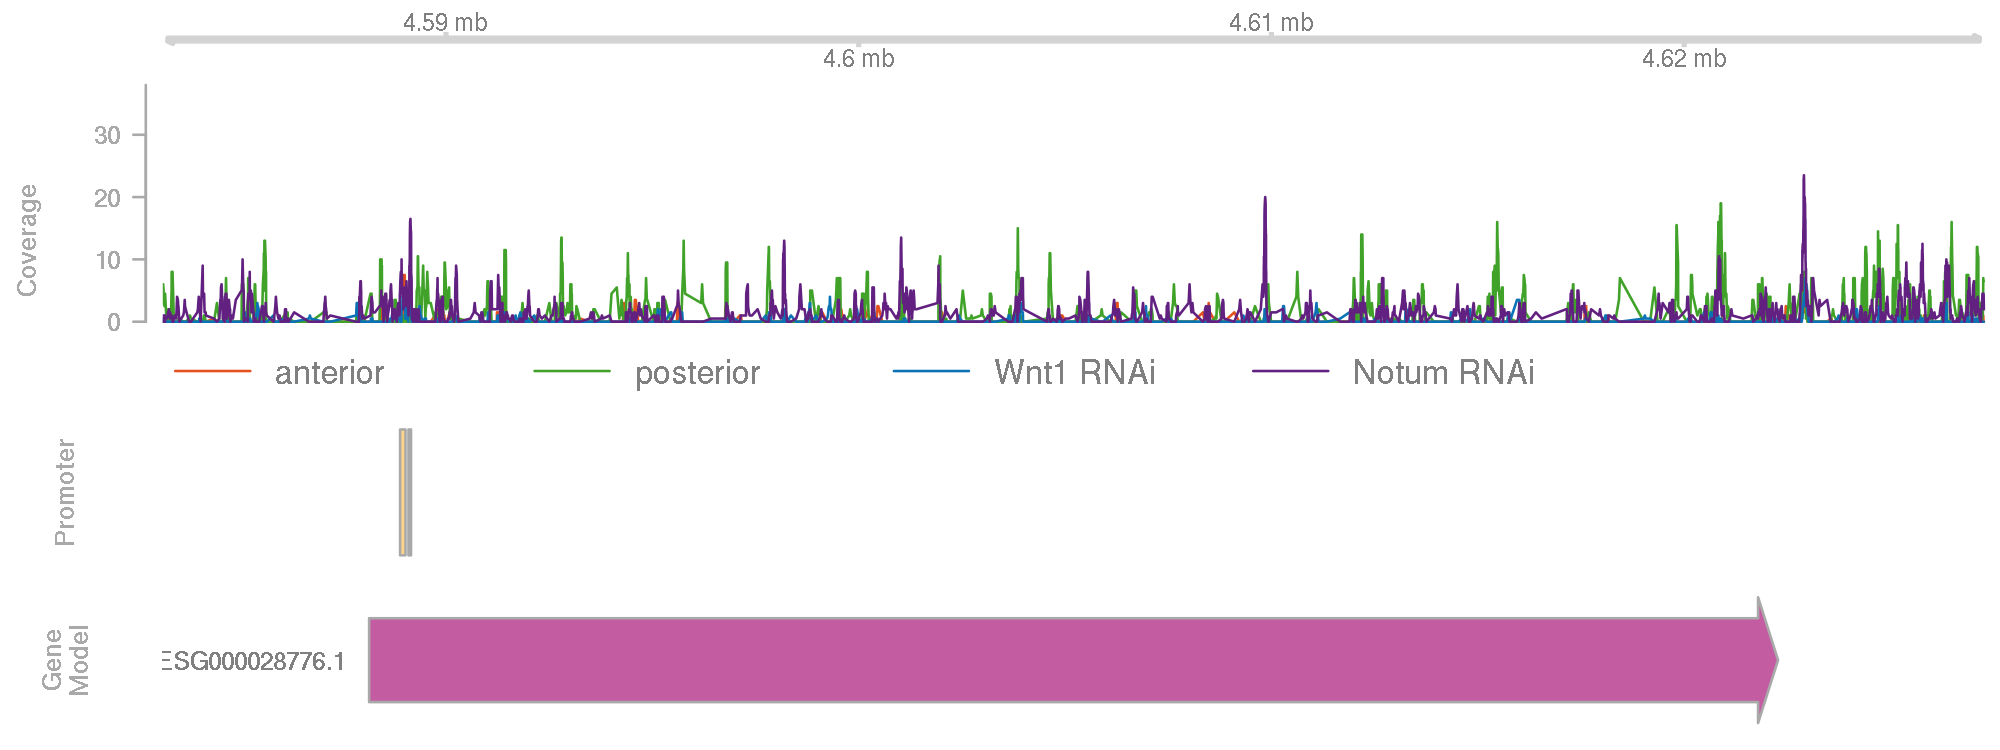 4.59 mb
4.61 mb
4.6 mb
4.62 mb
Coverage
30
20
10
0
anterior
posterior
Wnt1 RNAi
Notum RNAi
Promoter
Gene
Model
ESG000028776.1